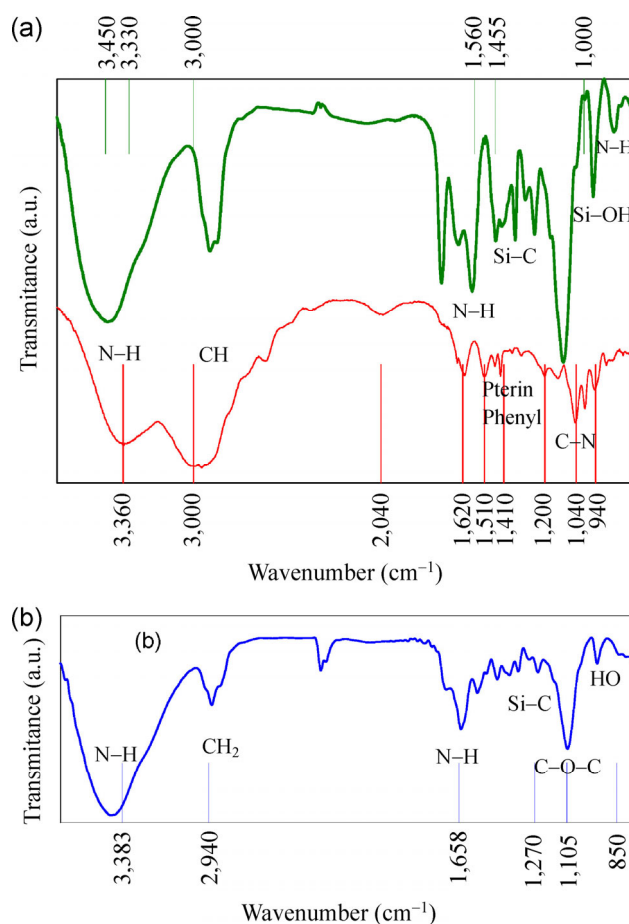 (a)
3,450
3,330
3,000
1,560
1,455
1,000
N–H
Si–OH
Si–C
N–H
N–H
CH
Pterin
Phenyl
C–N
Transmitance (a.u.)
3,360
3,000
2,040
1,620
1,510
1,410
1,200
1,040
940
Wavenumber (cm⁻¹)
(b)
(b)
HO
Si–C
N–H
CH₂
N–H
C–O–C
Transmitance (a.u.)
3,383
2,940
1,658
1,270
1,105
850
Wavenumber (cm⁻¹)